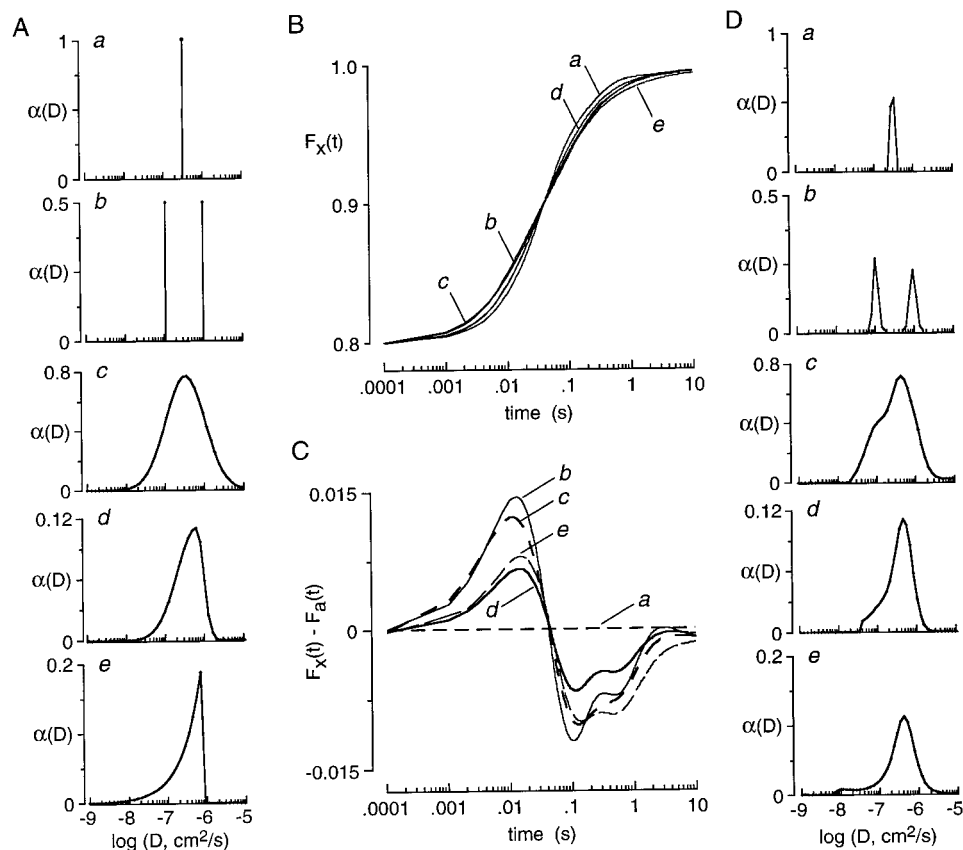 A
a
1
α(D)
0
b
0.5
α(D)
0
c
0.8
α(D)
0
d
0.12
α(D)
0
e
0.2
α(D)
0
-9 -8 -7 -6 -5
log (D, cm²/s)
B
1.0
Fx(t)
0.9
0.8
a
d
e
b
c
.0001 .001 .01 .1 1 10
time (s)
C
0.015
Fx(t) - Fa(t)
0
-0.015
b
c
e
d
a
.0001 .001 .01 .1 1 10
time (s)
D
a
1
α(D)
0
b
0.5
α(D)
0
c
0.8
α(D)
0
d
0.12
α(D)
0
e
0.2
α(D)
0
-9 -8 -7 -6 -5
log (D, cm²/s)